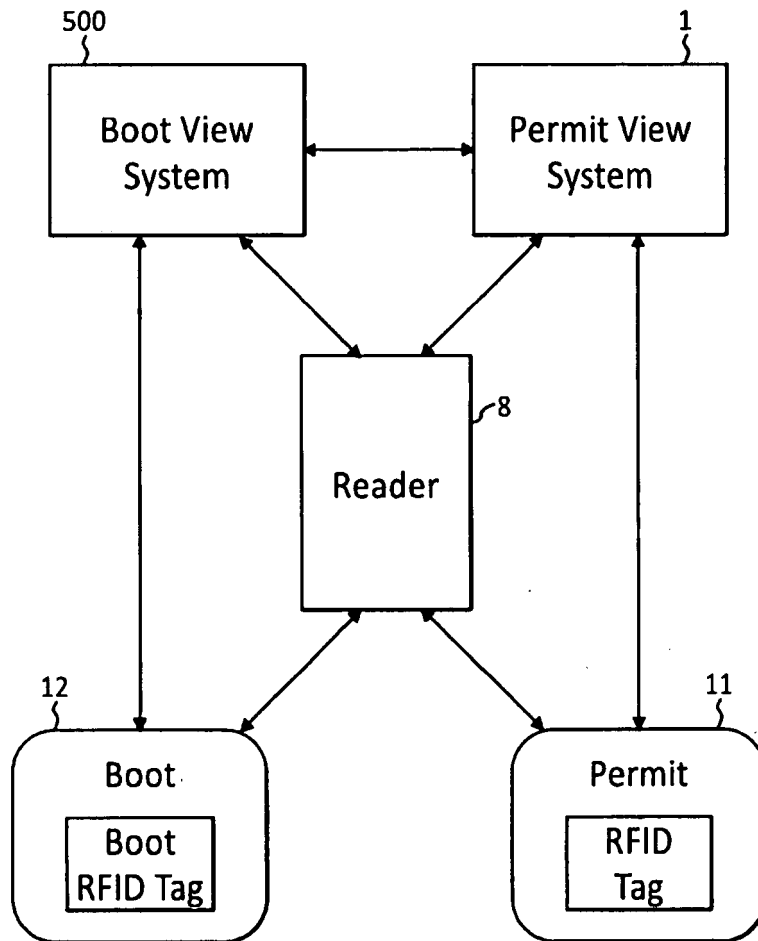 500
1
Boot View
System
Permit View
System
8
Reader
12
11
Boot
Boot
RFID Tag
Permit
RFID
Tag